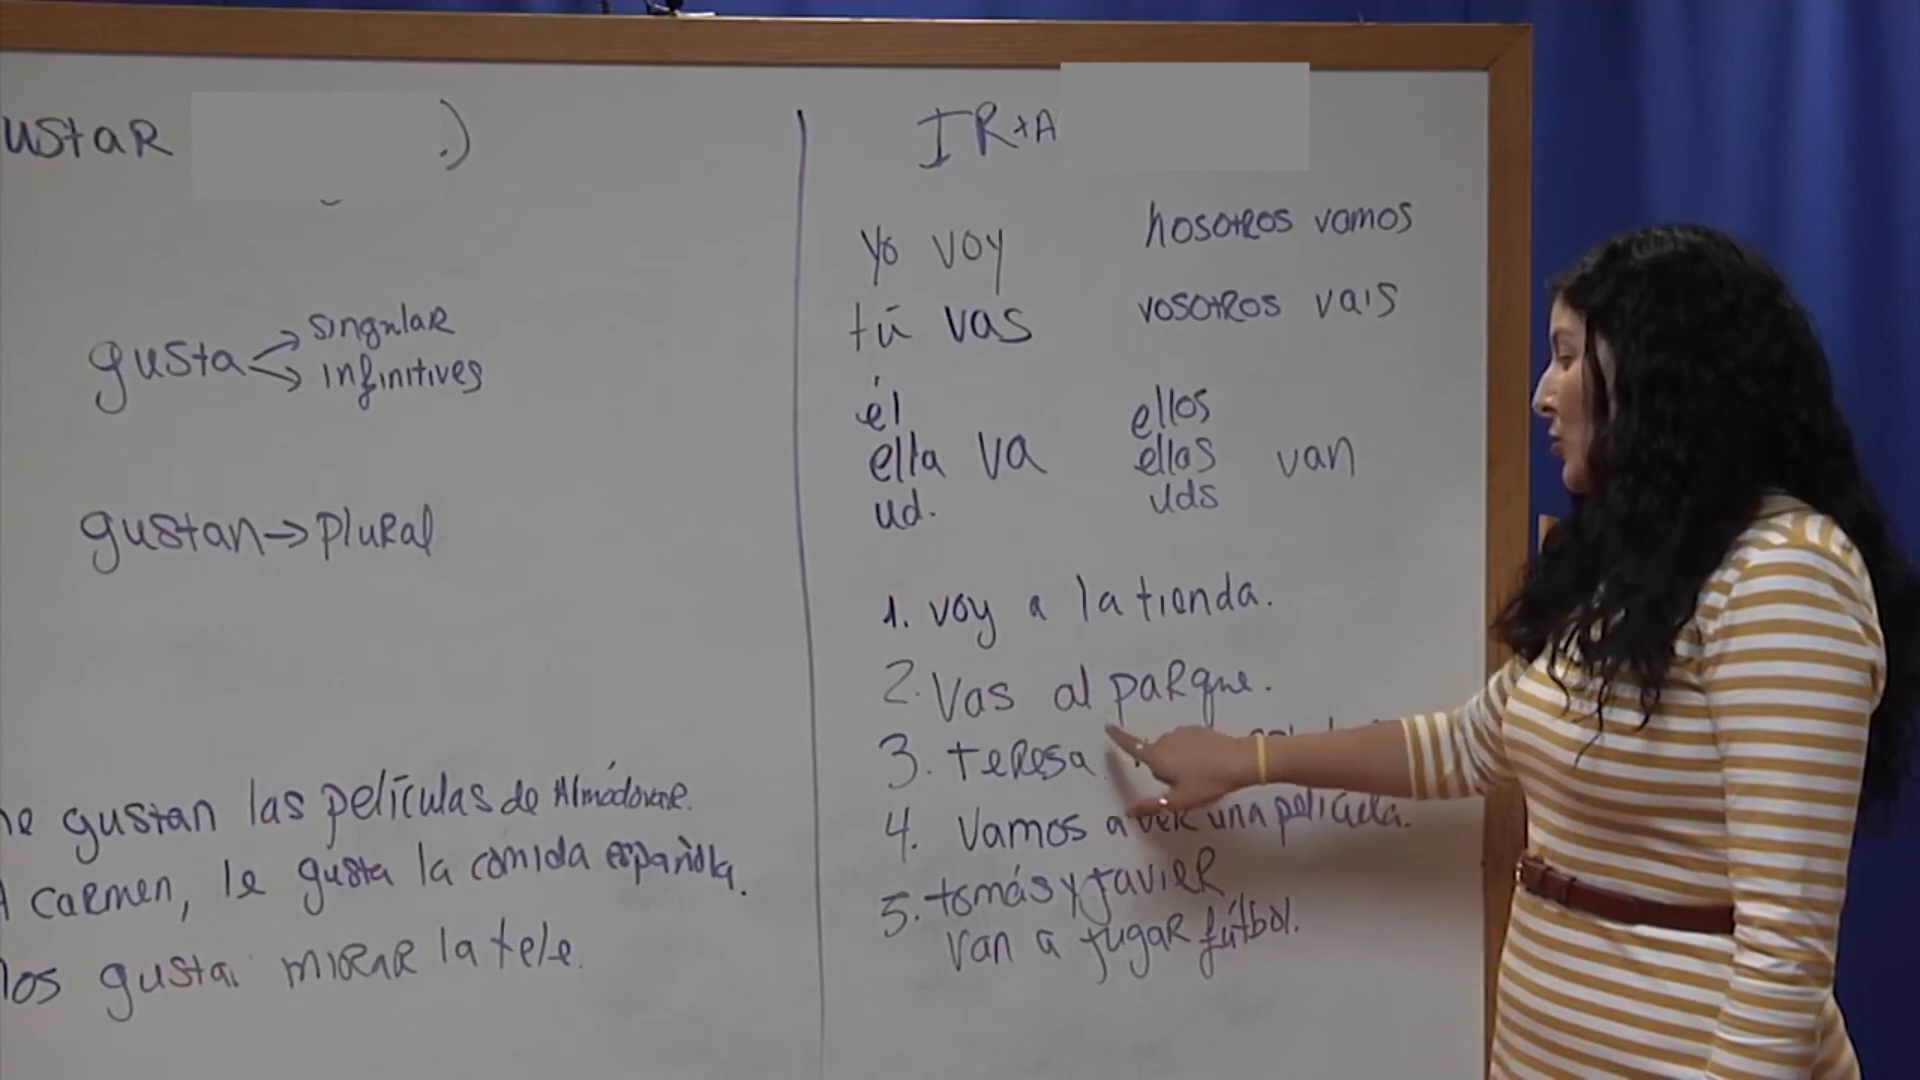 ustar .)
gusta → singular
→ infinitives
gustan → plural
gustan las películas de Almódovar.
Carmen, le gusta la comida española.
gusta mirar la tele.
IR + A
yo voy
nosotros vamos
tú vas
vosotros vais
él
ella va
ud.
ellos
ellas van
uds
1. voy a la tienda.
2. Vas al parque.
3. teresa
4. Vamos a ver una película.
5. tomás y Javier
van a jugar fútbol.